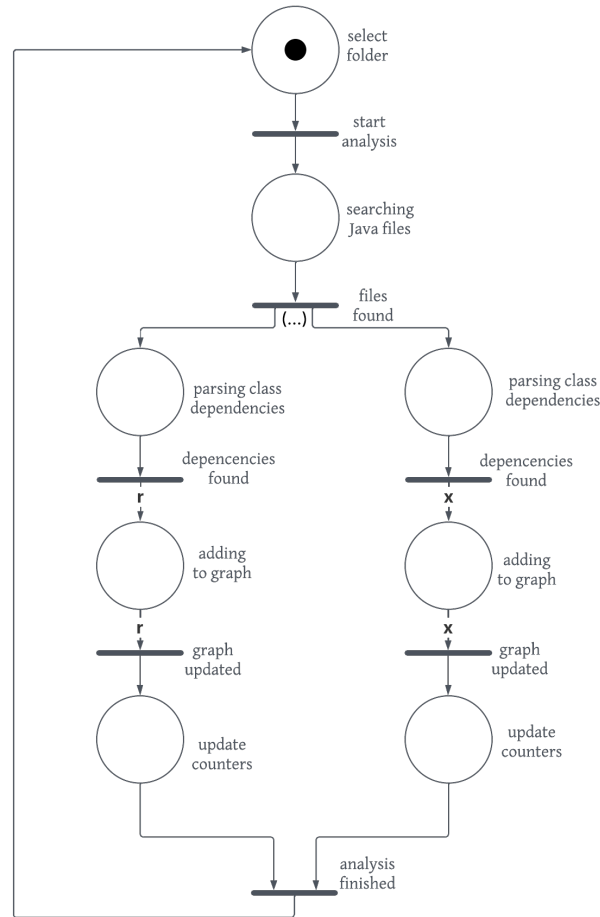 select
folder
start
analysis
searching
Java files
files
found
(...)
parsing class
dependencies
parsing class
dependencies
depencencies
found
depencencies
found
r
x
adding
to graph
adding
to graph
r
x
graph
updated
graph
updated
update
counters
update
counters
analysis
finished